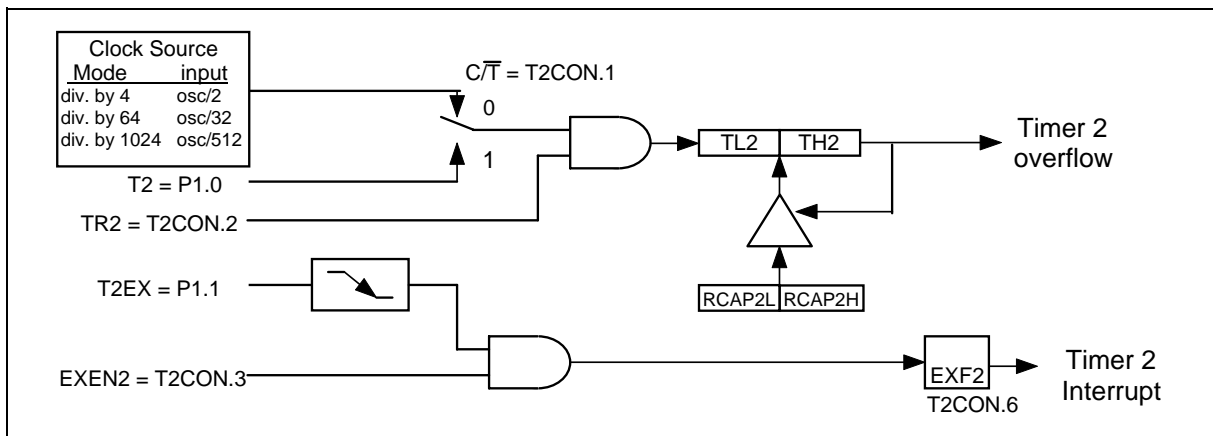 Clock Source
Mode input
div. by 4 osc/2
div. by 64 osc/32
div. by 1024 osc/512
C/T̅ = T2CON.1
0
1
T2 = P1.0
TR2 = T2CON.2
TL2 TH2
Timer 2
overflow
T2EX = P1.1
RCAP2L RCAP2H
EXEN2 = T2CON.3
EXF2
T2CON.6
Timer 2
Interrupt